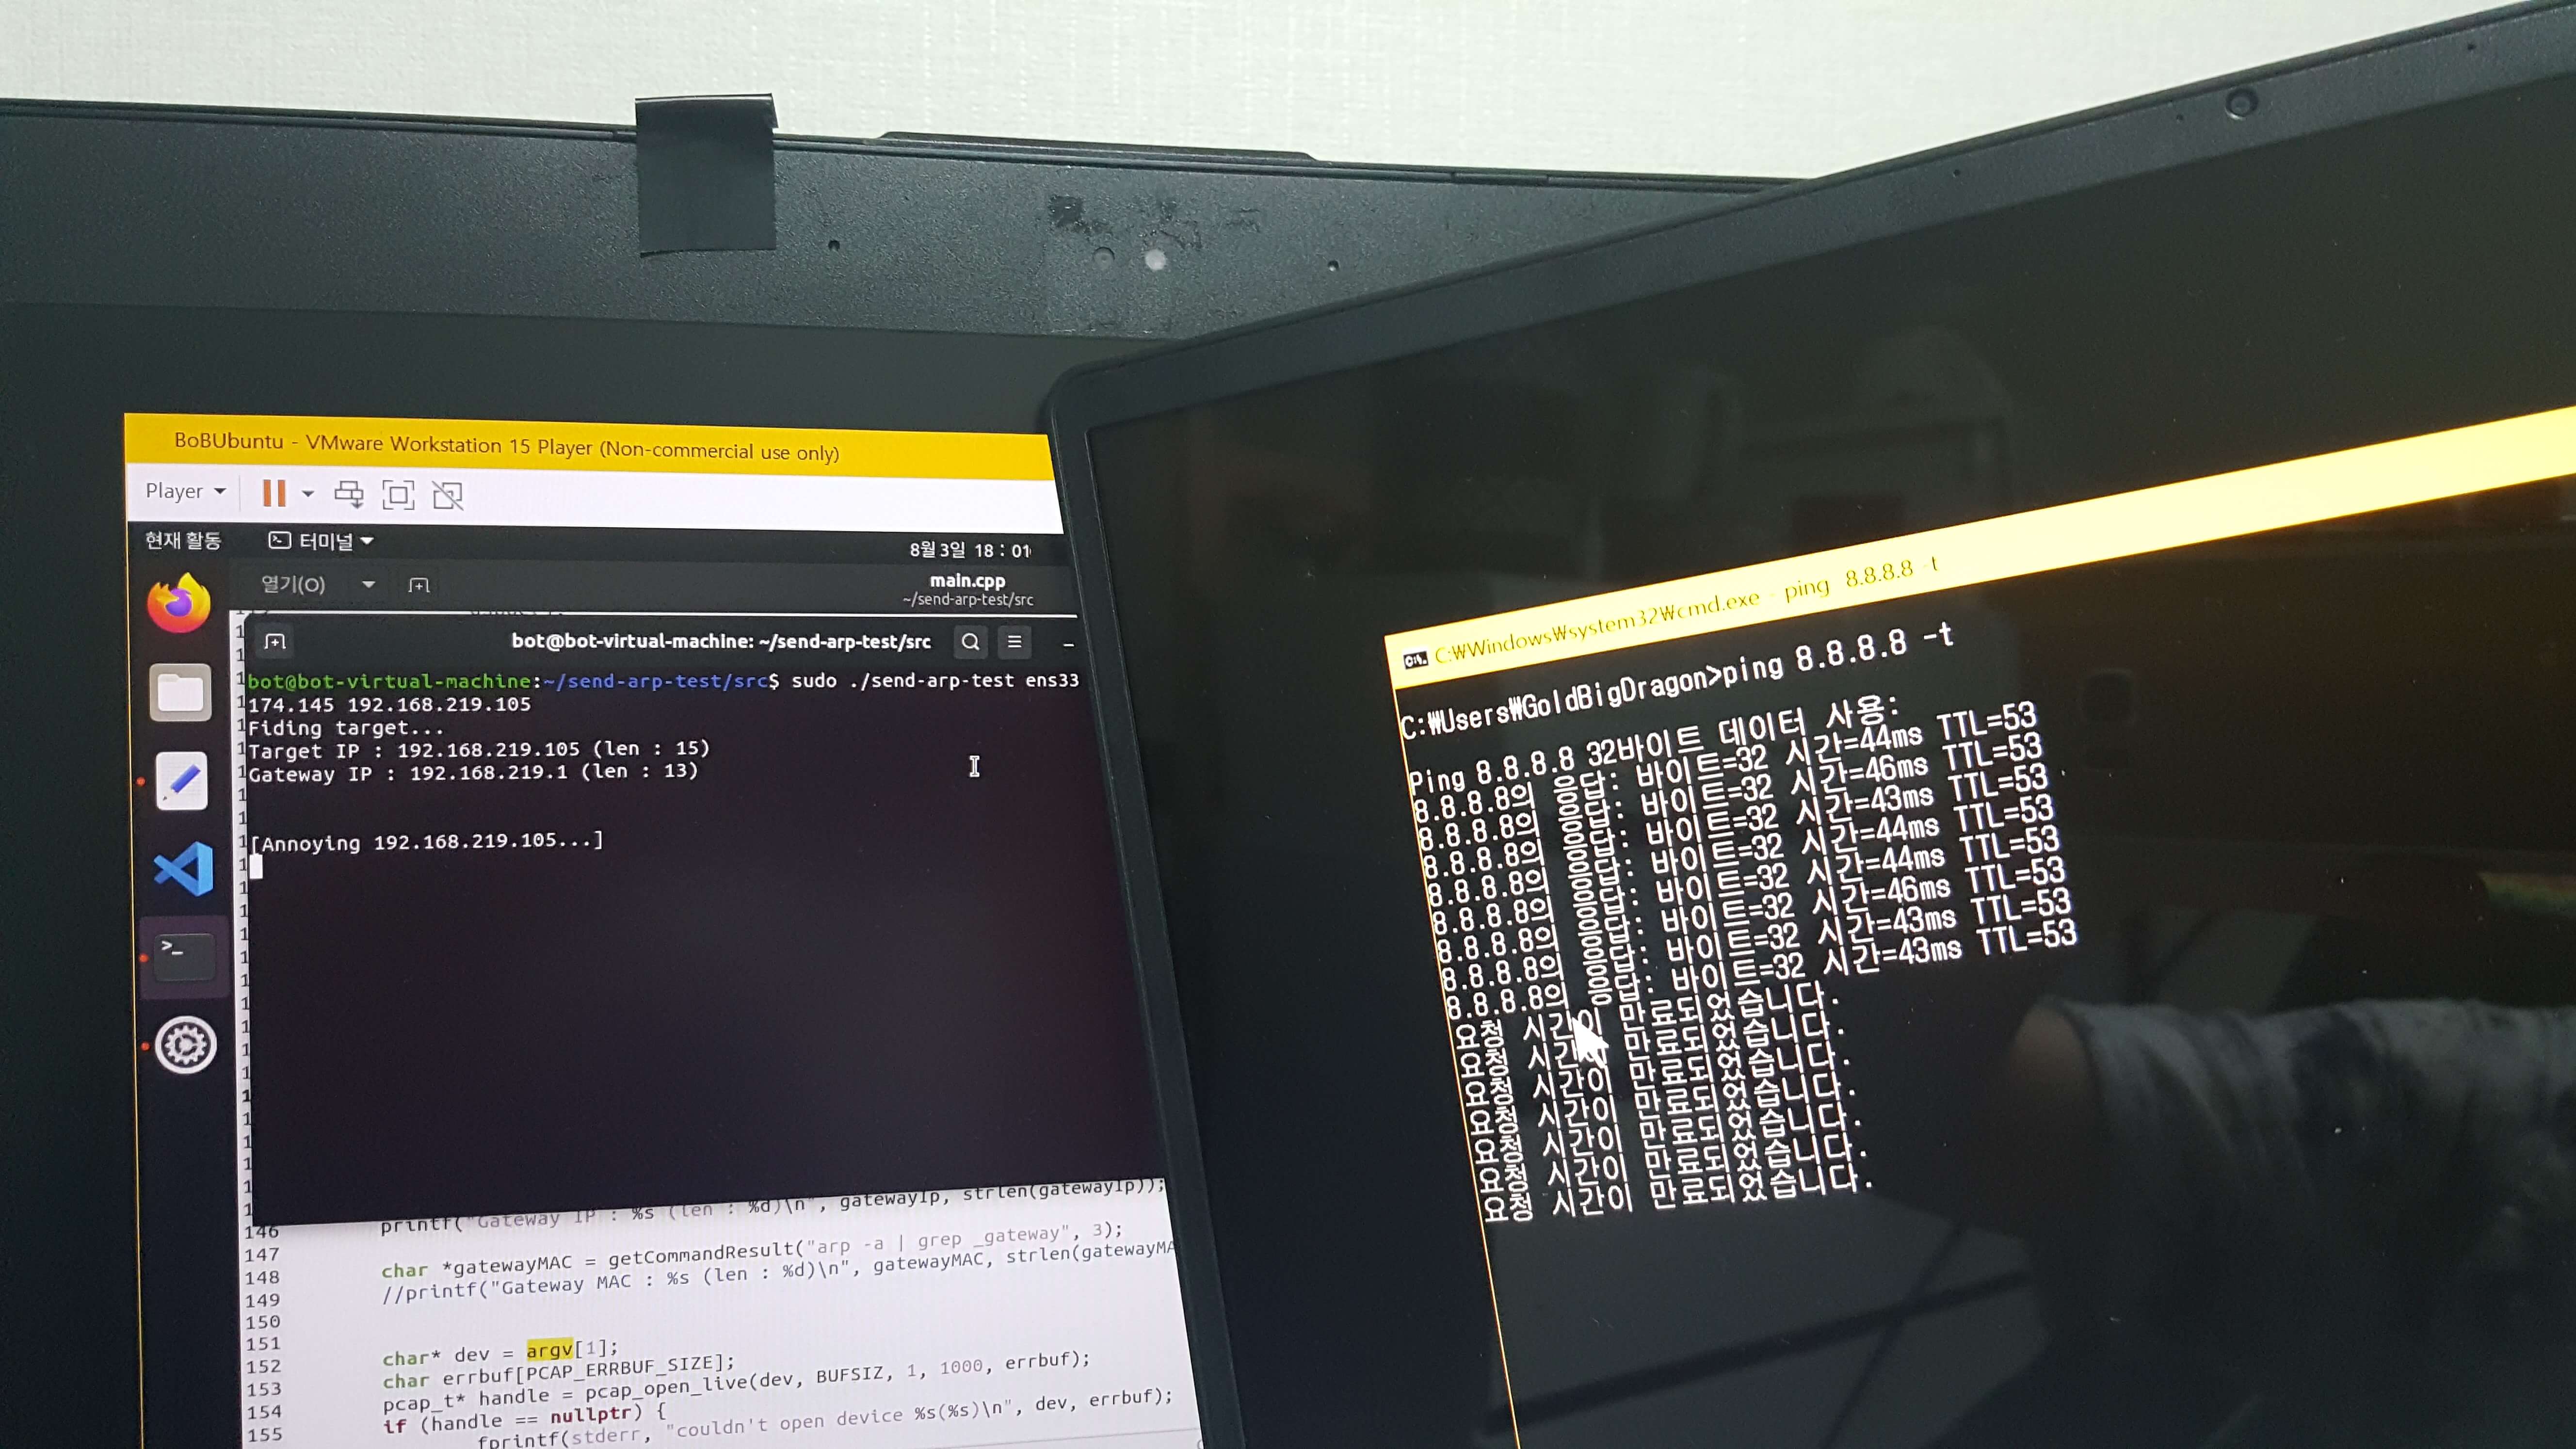 BoBUbuntu - VMware Workstation 15 Player (Non-commercial use only)
Player
현재 활동
터미널
8월 3일 18 : 01
열기(O)
main.cpp
~/send-arp-test/src
bot@bot-virtual-machine: ~/send-arp-test/src
bot@bot-virtual-machine:~/send-arp-test/src$ sudo ./send-arp-test ens33
174.145 192.168.219.105
Fiding target...
Target IP : 192.168.219.105 (len : 15)
Gateway IP : 192.168.219.1 (len : 13)
[Annoying 192.168.219.105...]
146 printf("Gateway IP : %s (len : %d)\n", gatewayIp, strlen(gatewayIp));
147
148 char *gatewayMAC = getCommandResult("arp -a | grep _gateway", 3);
149 //printf("Gateway MAC : %s (len : %d)\n", gatewayMAC, strlen(gatewayMA
150
151
152 char* dev = argv[1];
153 char errbuf[PCAP_ERRBUF_SIZE];
154 pcap_t* handle = pcap_open_live(dev, BUFSIZ, 1, 1000, errbuf);
155 if (handle == nullptr) {
fprintf(stderr, "couldn't open device %s(%s)\n", dev, errbuf);
C:\Windows\system32\cmd.exe - ping 8.8.8.8 -t
C:\Users\GoldBigDragon>ping 8.8.8.8 -t
Ping 8.8.8.8 32바이트 데이터 사용:
8.8.8.8의 응답: 바이트=32 시간=44ms TTL=53
8.8.8.8의 응답: 바이트=32 시간=46ms TTL=53
8.8.8.8의 응답: 바이트=32 시간=43ms TTL=53
8.8.8.8의 응답: 바이트=32 시간=44ms TTL=53
8.8.8.8의 응답: 바이트=32 시간=44ms TTL=53
8.8.8.8의 응답: 바이트=32 시간=46ms TTL=53
8.8.8.8의 응답: 바이트=32 시간=43ms TTL=53
8.8.8.8의 응답: 바이트=32 시간=43ms TTL=53
요청 시간이 만료되었습니다.
요청 시간이 만료되었습니다.
요청 시간이 만료되었습니다.
요청 시간이 만료되었습니다.
요청 시간이 만료되었습니다.
요청 시간이 만료되었습니다.
요청 시간이 만료되었습니다.